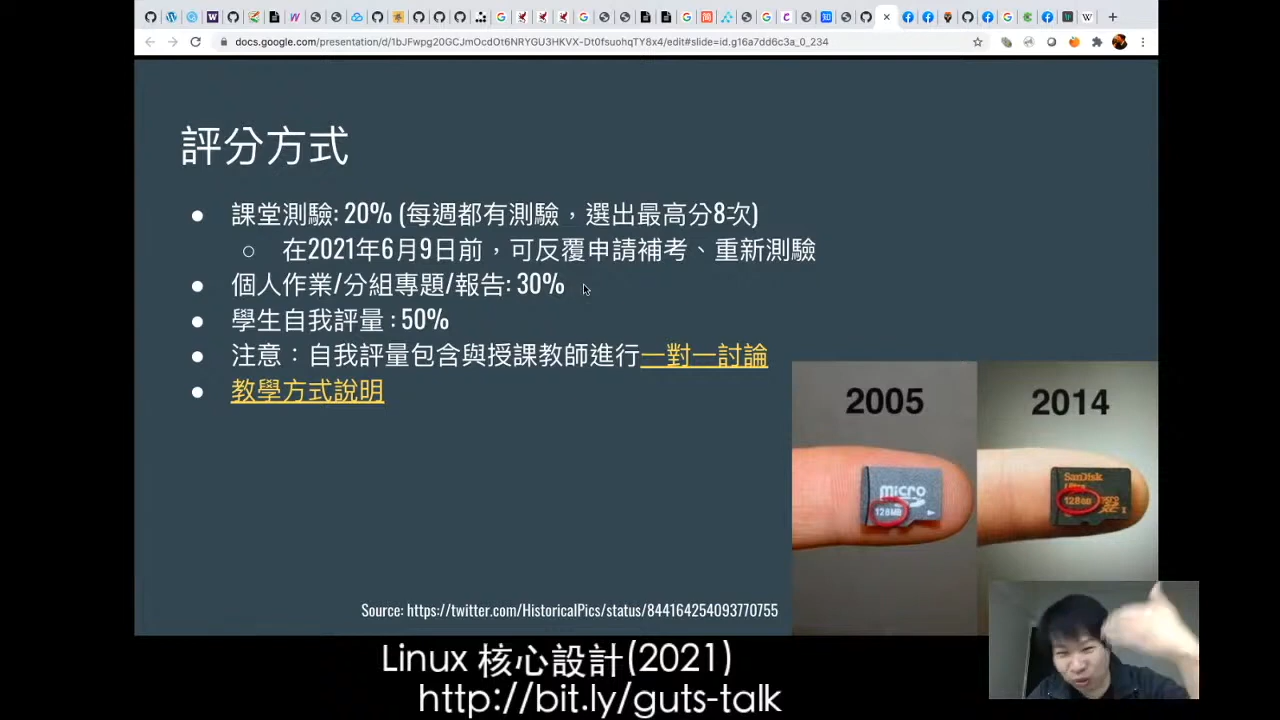 docs.google.com/presentation/d/1bJFwpg20GCJmOcdOt6NRYGU3HKVX-Dt0fsuohqTY8x4/edit#slide=id.g16a7dd6c3a_0_234
評分方式
● 課堂測驗: 20% (每週都有測驗，選出最高分8次)
○ 在2021年6月9日前，可反覆申請補考、重新測驗
● 個人作業/分組專題/報告: 30%
● 學生自我評量 : 50%
● 注意：自我評量包含與授課教師進行一對一討論
● 教學方式說明
2005
2014
micro
128MB
SanDisk
Ultra
128GB
Source: https://twitter.com/HistoricalPics/status/844164254093770755
Linux 核心設計(2021)
http://bit.ly/guts-talk